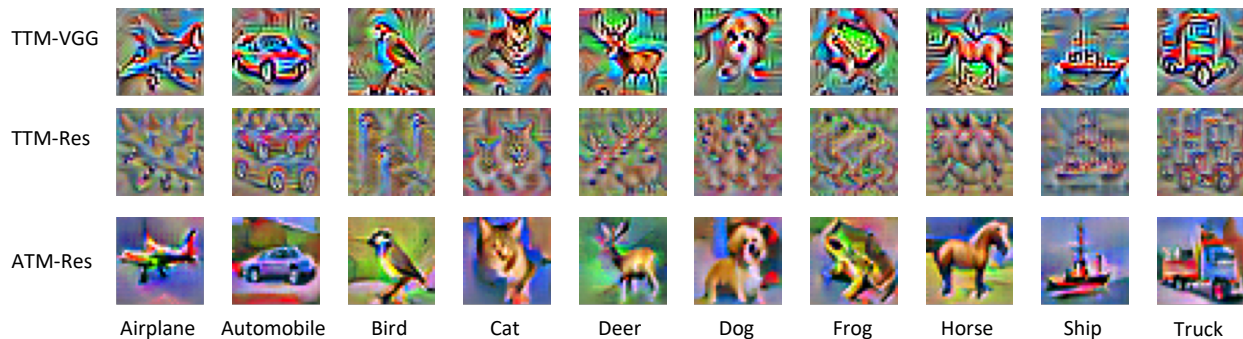 TTM-VGG
TTM-Res
ATM-Res
Airplane Automobile Bird Cat Deer Dog Frog Horse Ship Truck